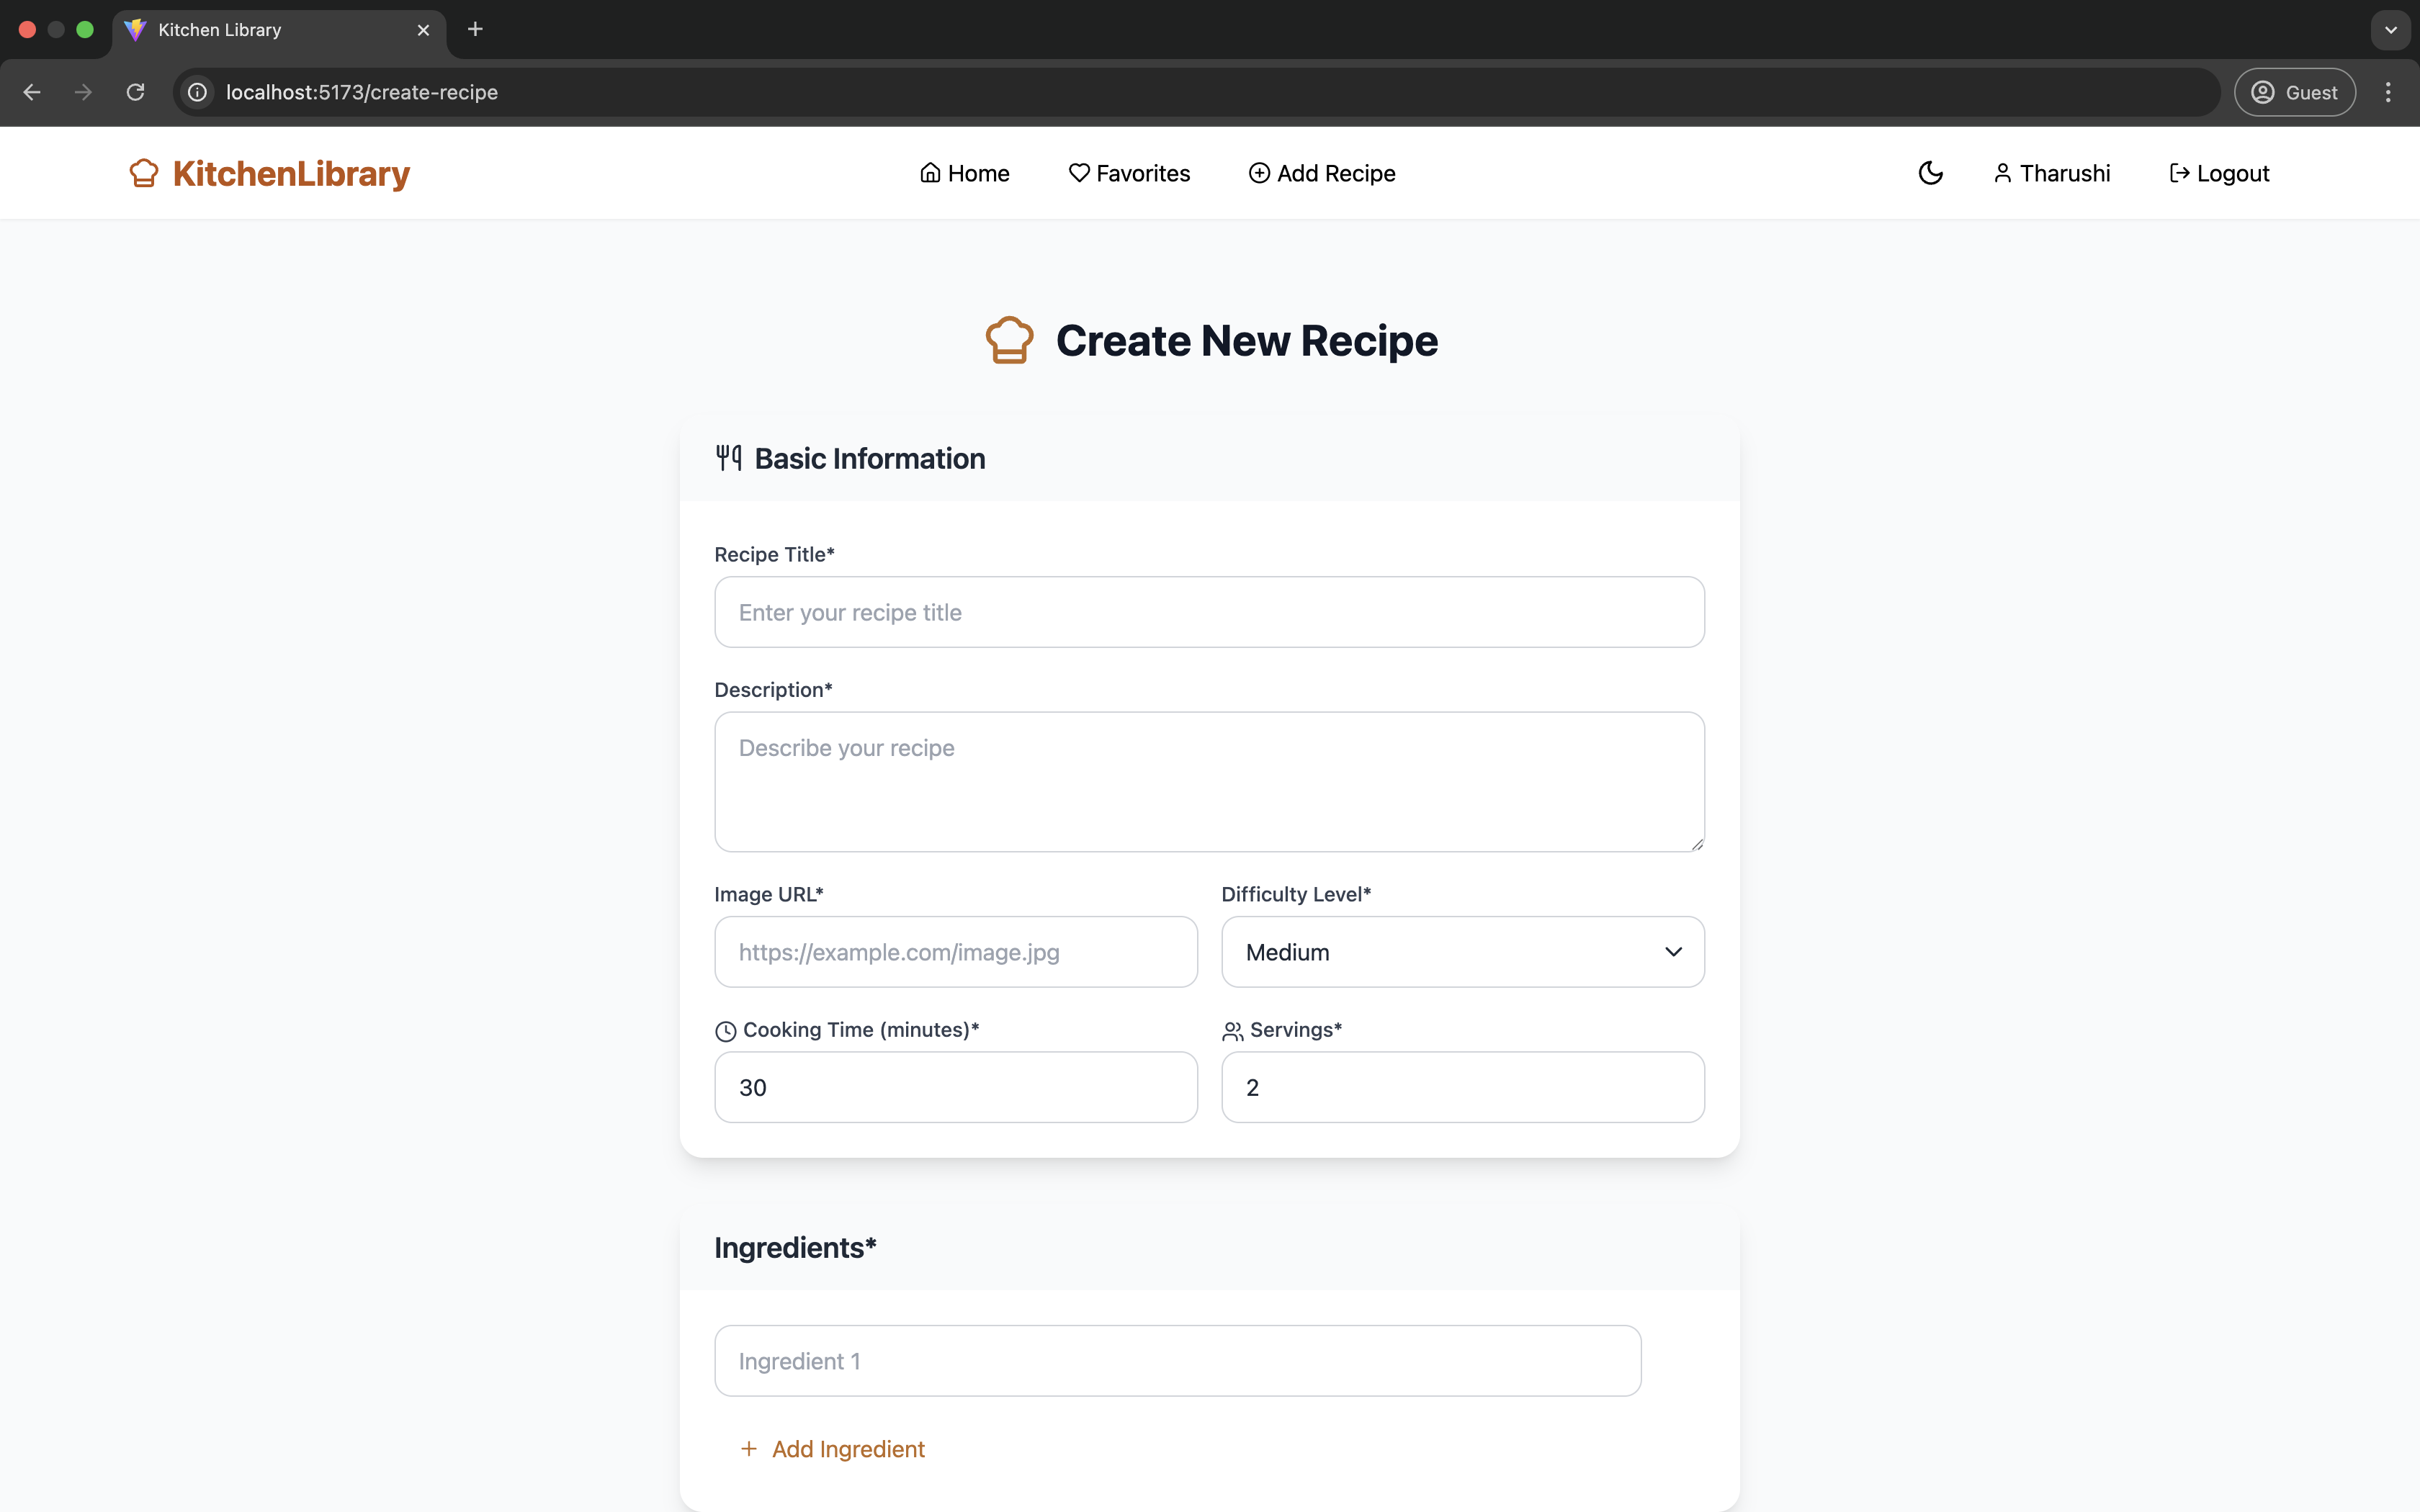 Kitchen Library
localhost:5173/create-recipe
Guest
KitchenLibrary
Home
Favorites
Add Recipe
Tharushi
Logout
Create New Recipe
Basic Information
Recipe Title*
Enter your recipe title
Description*
Describe your recipe
Image URL*
Difficulty Level*
https://example.com/image.jpg
Medium
Cooking Time (minutes)*
Servings*
30
2
Ingredients*
Ingredient 1
+ Add Ingredient